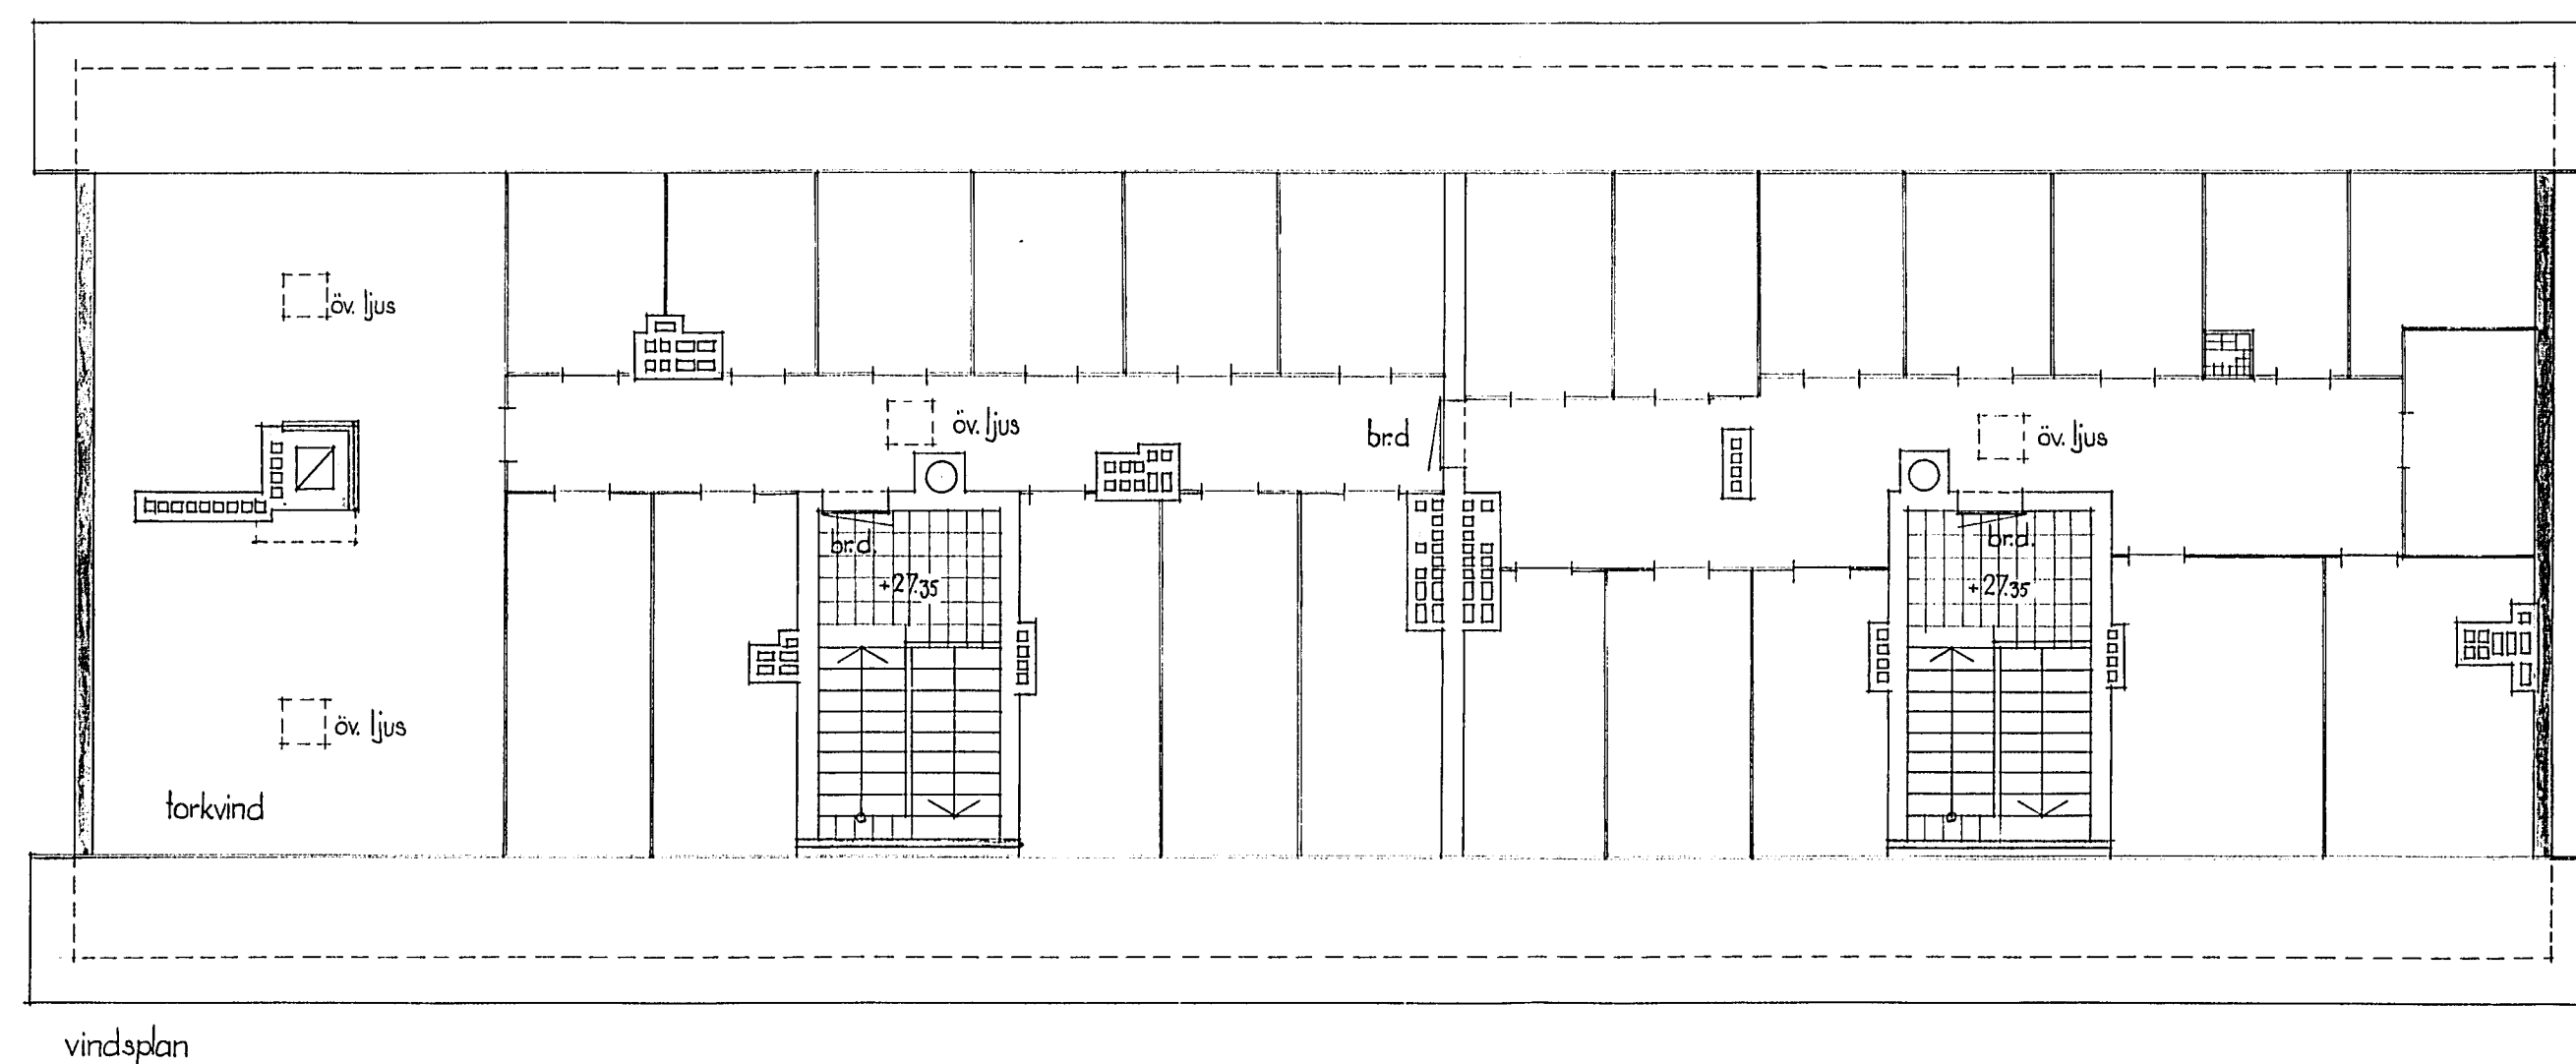 öv. ljus
öv. ljus
br.d
öv. ljus
br.d.
+27.35
br.d.
+27.35
öv. ljus
torkvind
vindsplan